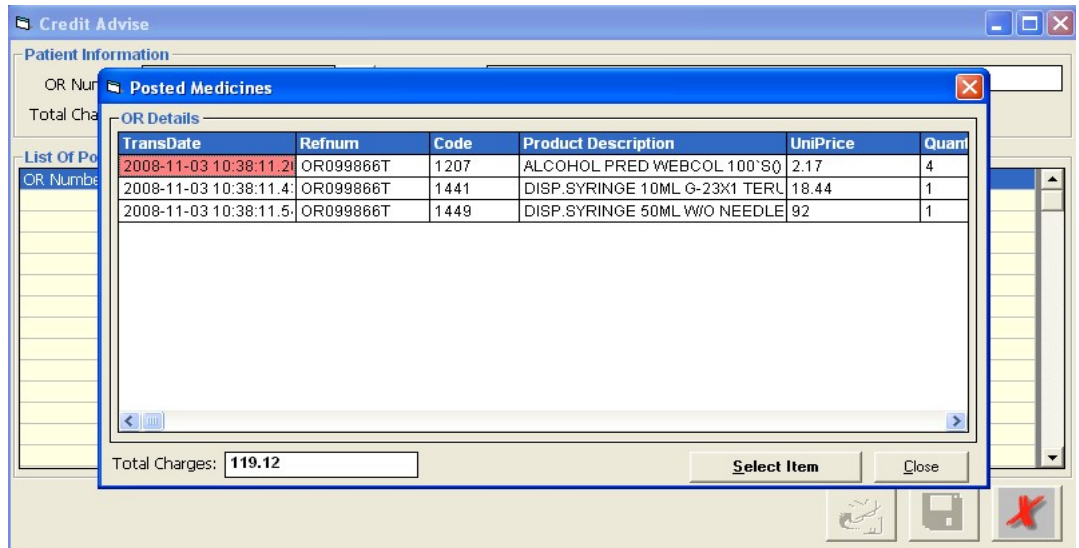 Credit Advise
Patient Information
OR Nur
Posted Medicines
Total Cha
OR Details
TransDate Refnum Code Product Description UniPrice Quant
2008-11-03 10:38:11.2 OR099866T 1207 ALCOHOL PRED WEBCOL 100`S() 2.17 4
List Of Po
OR Numbe
2008-11-03 10:38:11.4 OR099866T 1441 DISP.SYRINGE 10ML G-23X1 TERU 18.44 1
2008-11-03 10:38:11.5 OR099866T 1449 DISP.SYRINGE 50ML W/O NEEDLE 92 1
Total Charges: 119.12 Select Item Close